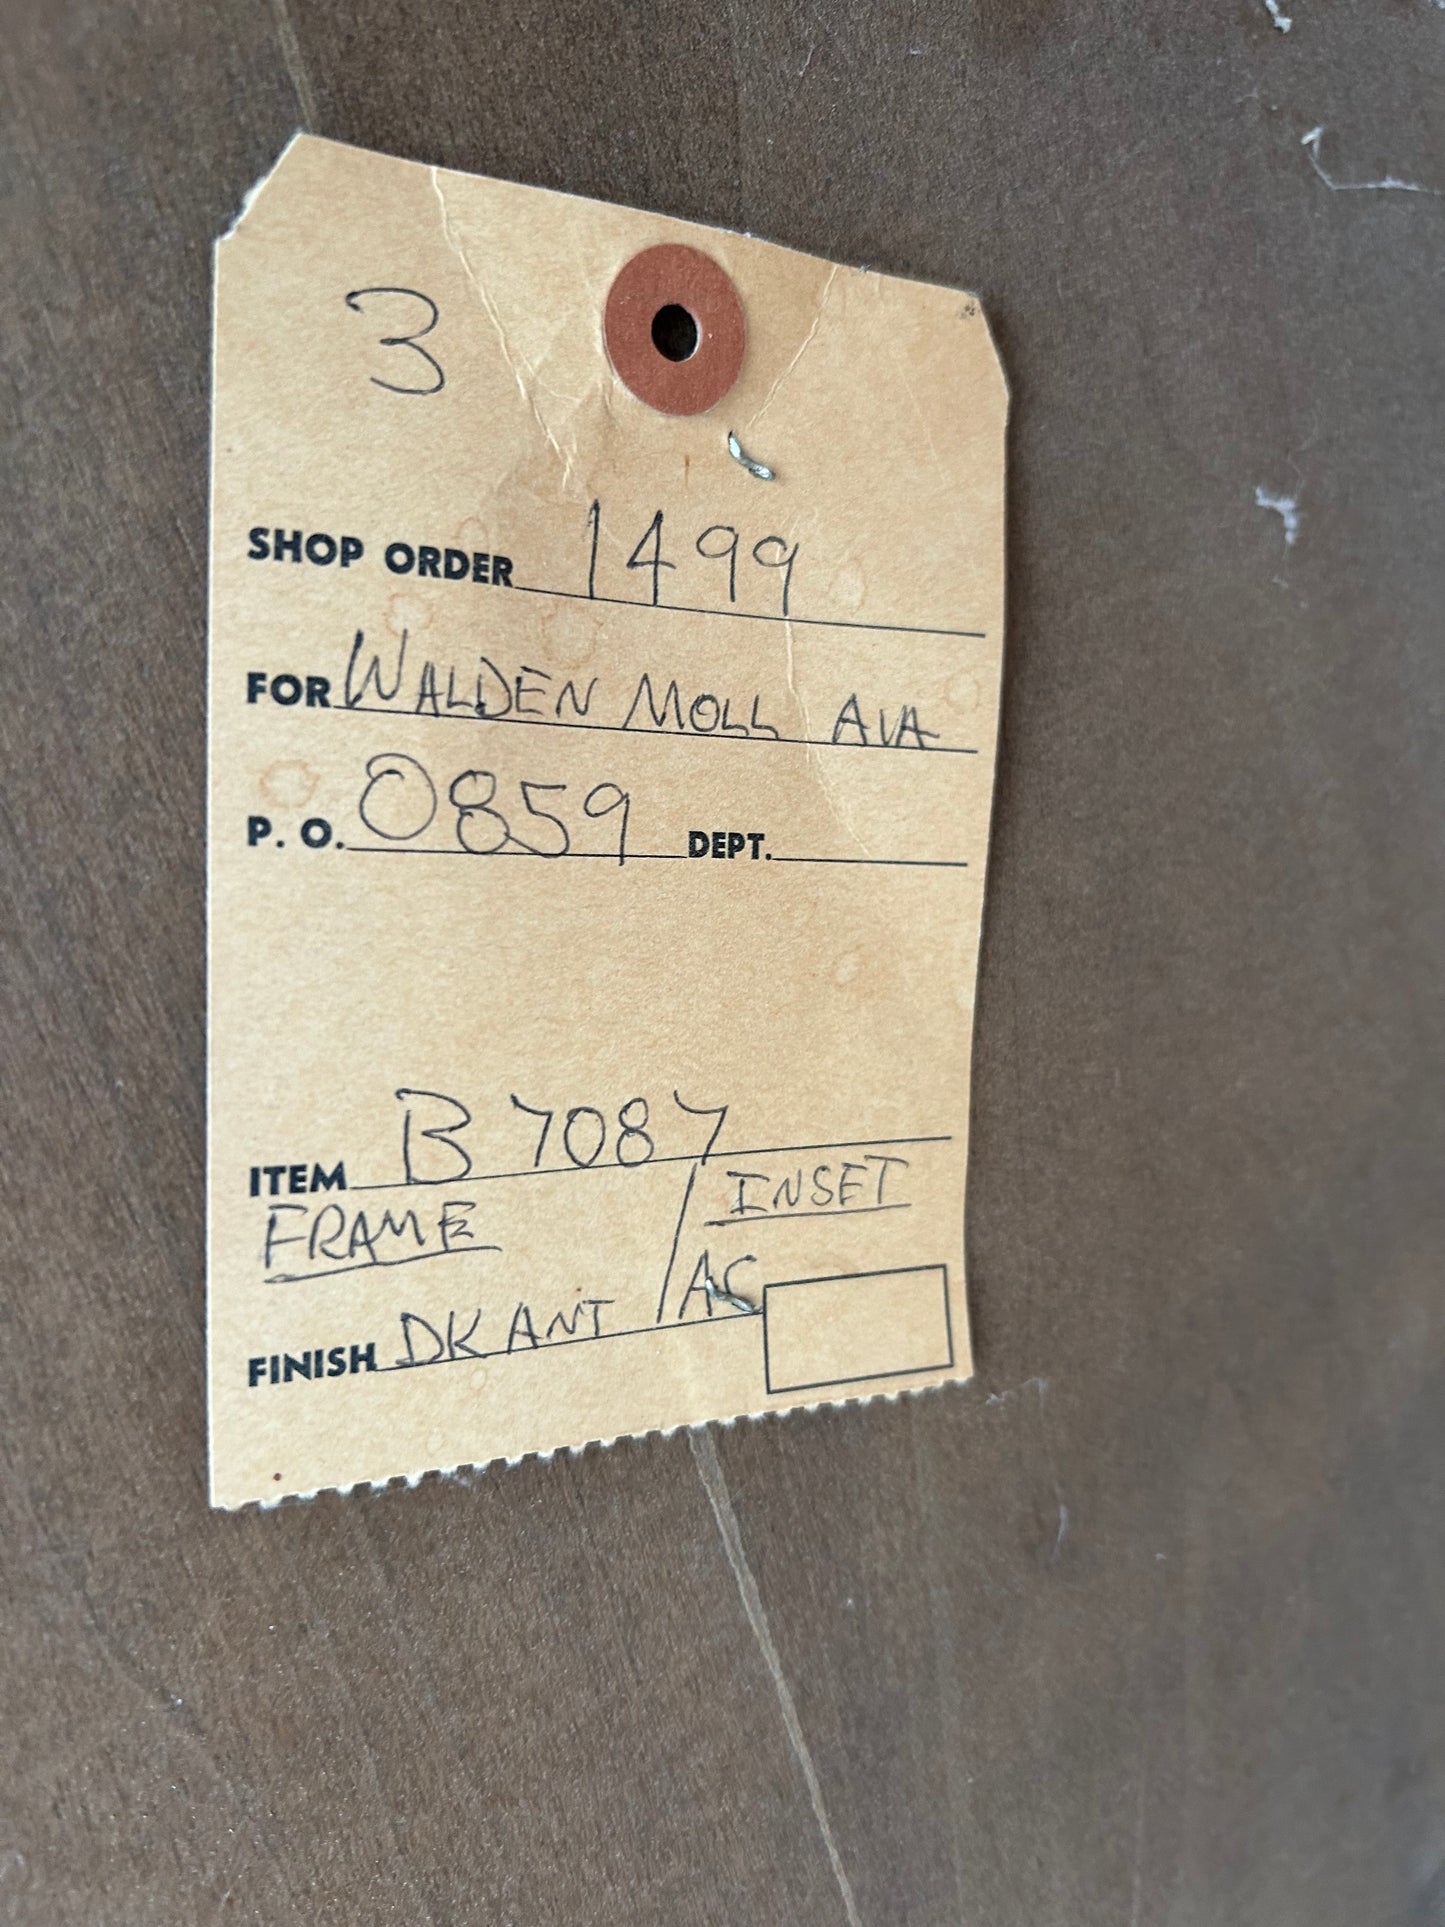 3
SHOP ORDER 1499
FOR WALDEN MOLL AVA
P. O. 0859 DEPT.
ITEM B 7087
FRAME / INSET
FINISH DK ANT / AC